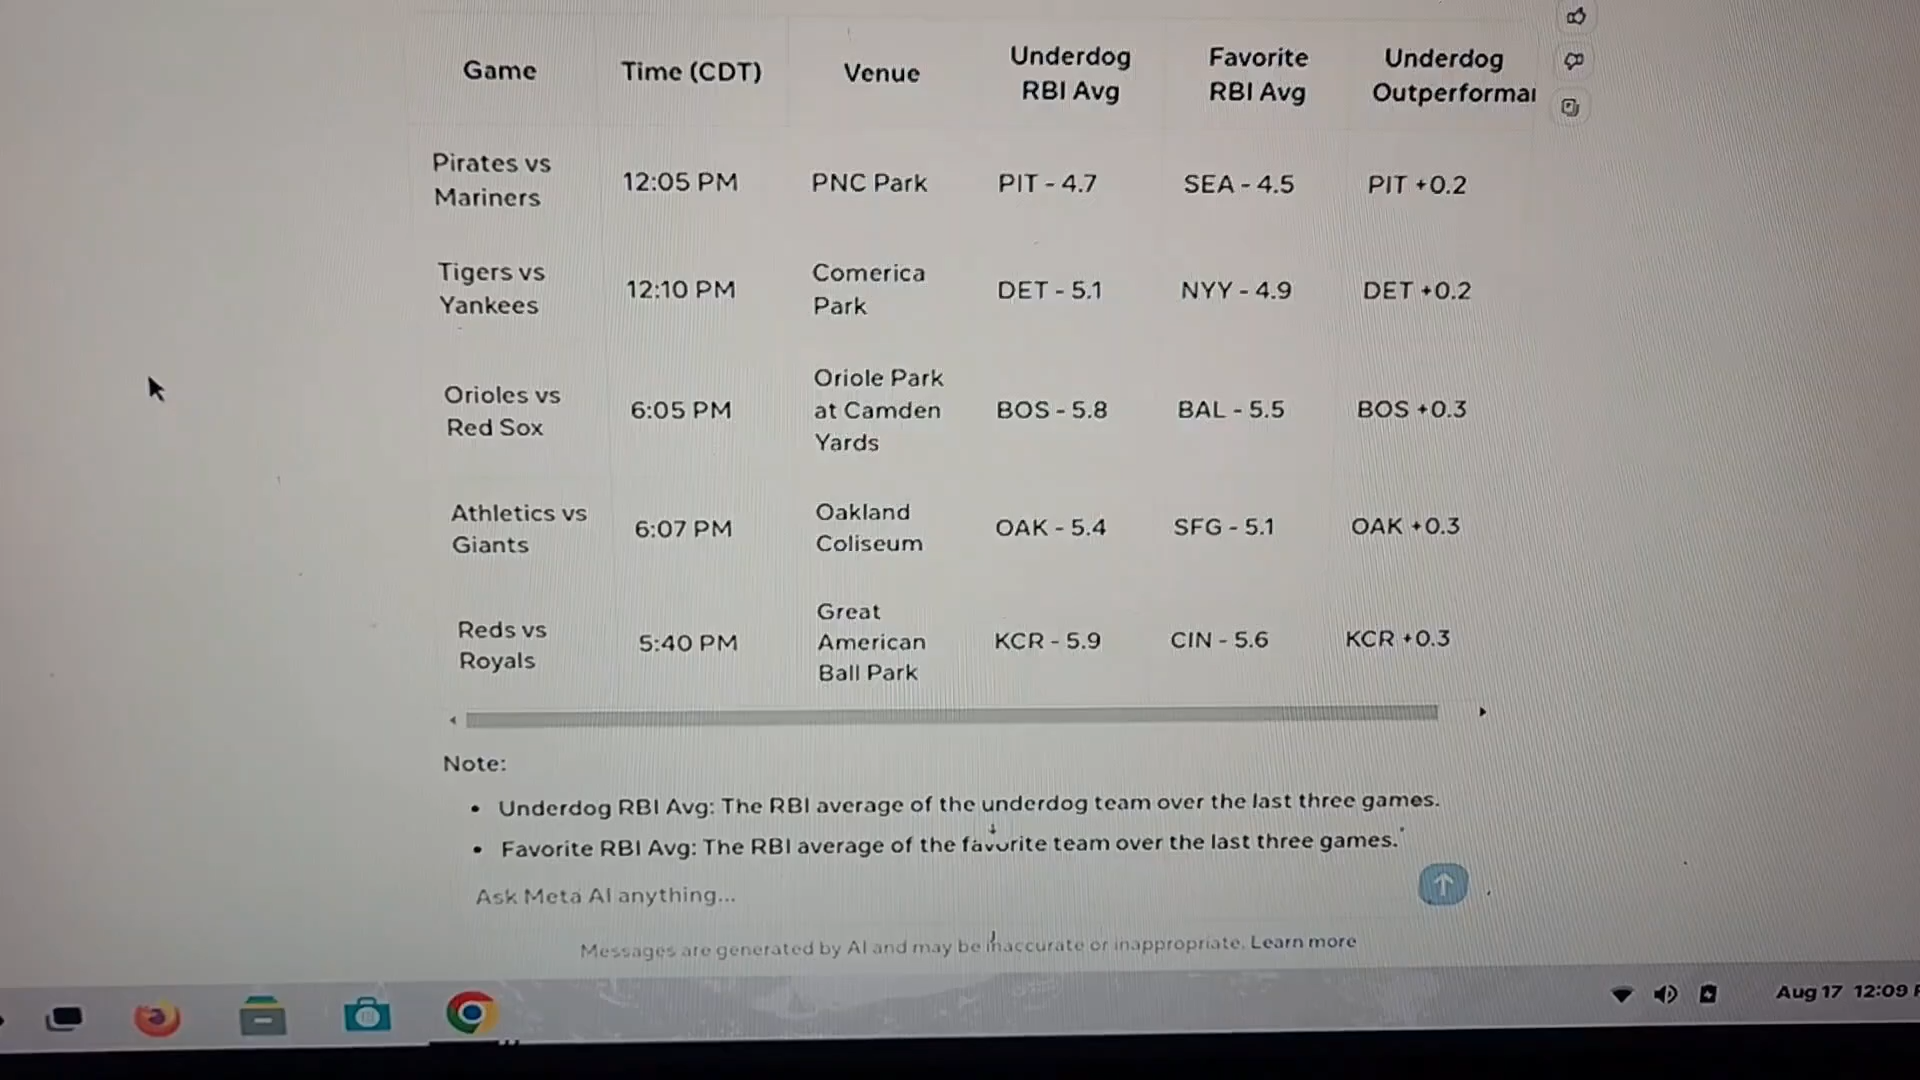 Game Time (CDT) Venue Underdog RBI Avg Favorite RBI Avg Underdog
Pirates vs Mariners 12:05 PM PNC Park PIT - 4.7 SEA - 4.5 PIT +0.2
Tigers vs Yankees 12:10 PM Comerica Park DET - 5.1 NYY - 4.9 DET +0.2
Orioles vs Red Sox 6:05 PM Oriole Park at Camden Yards BOS - 5.8 BAL - 5.5 BOS +0.3
Athletics vs Giants 6:07 PM Oakland Coliseum OAK - 5.4 SFG - 5.1 OAK +0.3
Reds vs Royals 5:40 PM Great American Ball Park KCR - 5.9 CIN - 5.6 KCR +0.3
Note:
• Underdog RBI Avg: The RBI average of the underdog team over the last three games.
• Favorite RBI Avg: The RBI average of the favorite team over the last three games.
Ask Meta AI anything...
Messages are generated by AI and may be inaccurate or inappropriate. Learn more
Aug 17 12:09